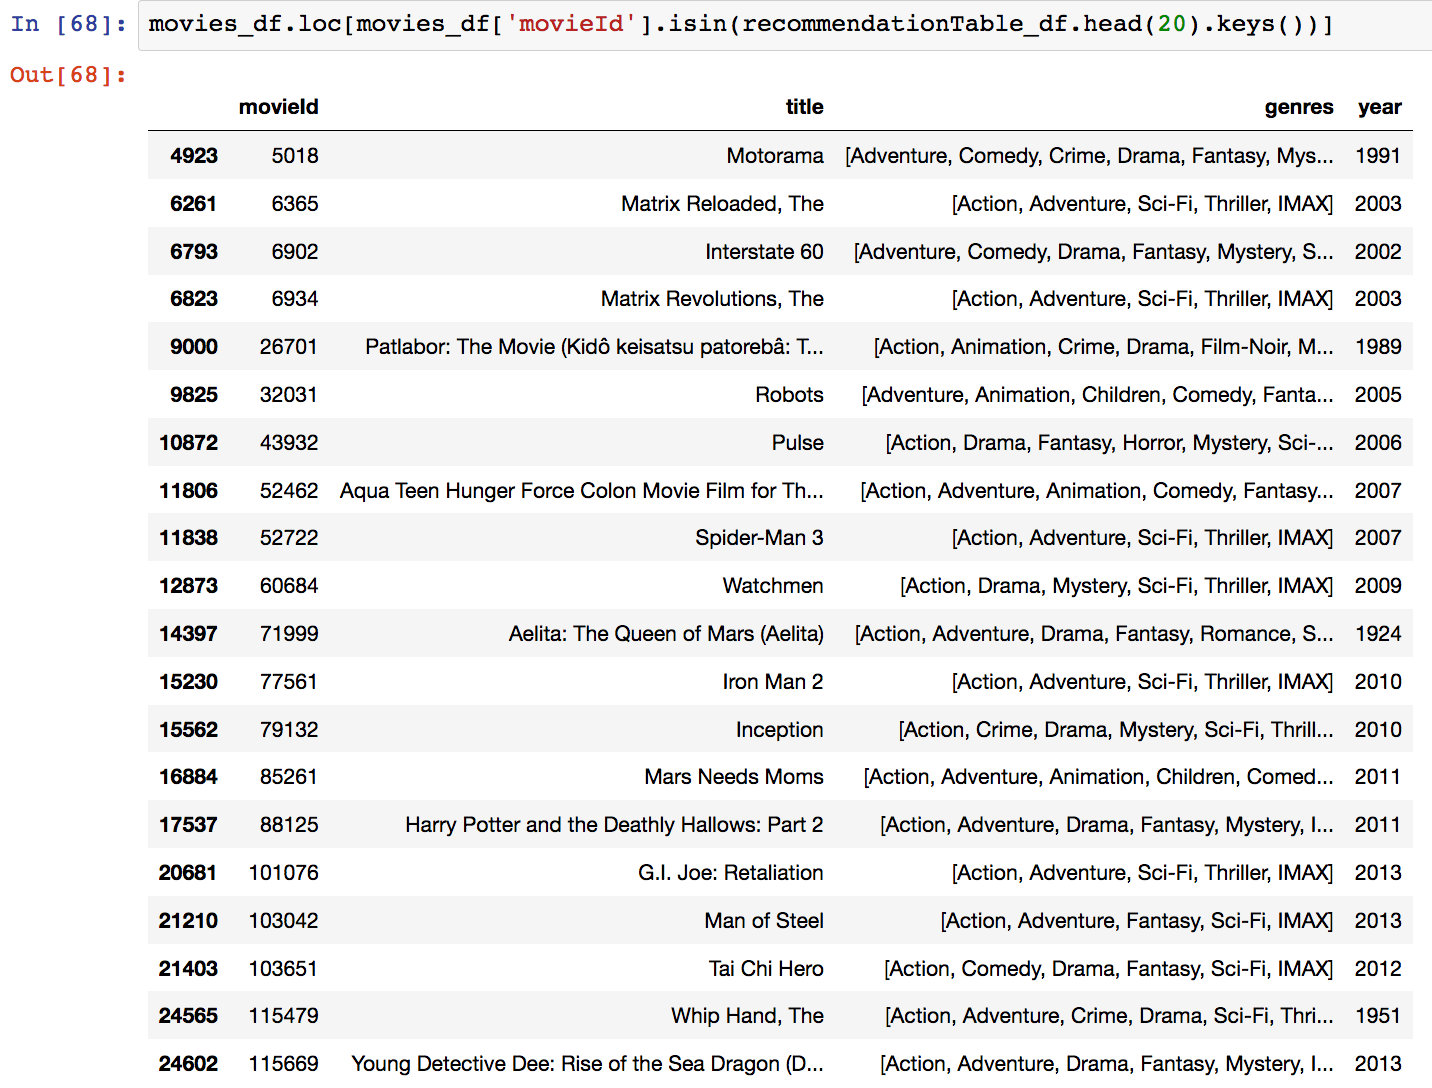 In [68]: movies_df.loc[movies_df['movieId'].isin(recommendationTable_df.head(20).keys())]
Out[68]:
movieId title genres year
4923 5018 Motorama [Adventure, Comedy, Crime, Drama, Fantasy, Mys... 1991
6261 6365 Matrix Reloaded, The [Action, Adventure, Sci-Fi, Thriller, IMAX] 2003
6793 6902 Interstate 60 [Adventure, Comedy, Drama, Fantasy, Mystery, S... 2002
6823 6934 Matrix Revolutions, The [Action, Adventure, Sci-Fi, Thriller, IMAX] 2003
9000 26701 Patlabor: The Movie (Kidô keisatsu patorebâ: T... [Action, Animation, Crime, Drama, Film-Noir, M... 1989
9825 32031 Robots [Adventure, Animation, Children, Comedy, Fanta... 2005
10872 43932 Pulse [Action, Drama, Fantasy, Horror, Mystery, Sci-... 2006
11806 52462 Aqua Teen Hunger Force Colon Movie Film for Th... [Action, Adventure, Animation, Comedy, Fantasy... 2007
11838 52722 Spider-Man 3 [Action, Adventure, Sci-Fi, Thriller, IMAX] 2007
12873 60684 Watchmen [Action, Drama, Mystery, Sci-Fi, Thriller, IMAX] 2009
14397 71999 Aelita: The Queen of Mars (Aelita) [Action, Adventure, Drama, Fantasy, Romance, S... 1924
15230 77561 Iron Man 2 [Action, Adventure, Sci-Fi, Thriller, IMAX] 2010
15562 79132 Inception [Action, Crime, Drama, Mystery, Sci-Fi, Thrill... 2010
16884 85261 Mars Needs Moms [Action, Adventure, Animation, Children, Comed... 2011
17537 88125 Harry Potter and the Deathly Hallows: Part 2 [Action, Adventure, Drama, Fantasy, Mystery, I... 2011
20681 101076 G.I. Joe: Retaliation [Action, Adventure, Sci-Fi, Thriller, IMAX] 2013
21210 103042 Man of Steel [Action, Adventure, Fantasy, Sci-Fi, IMAX] 2013
21403 103651 Tai Chi Hero [Action, Comedy, Drama, Fantasy, Sci-Fi, IMAX] 2012
24565 115479 Whip Hand, The [Action, Adventure, Crime, Drama, Sci-Fi, Thri... 1951
24602 115669 Young Detective Dee: Rise of the Sea Dragon (D... [Action, Adventure, Drama, Fantasy, Mystery, I... 2013